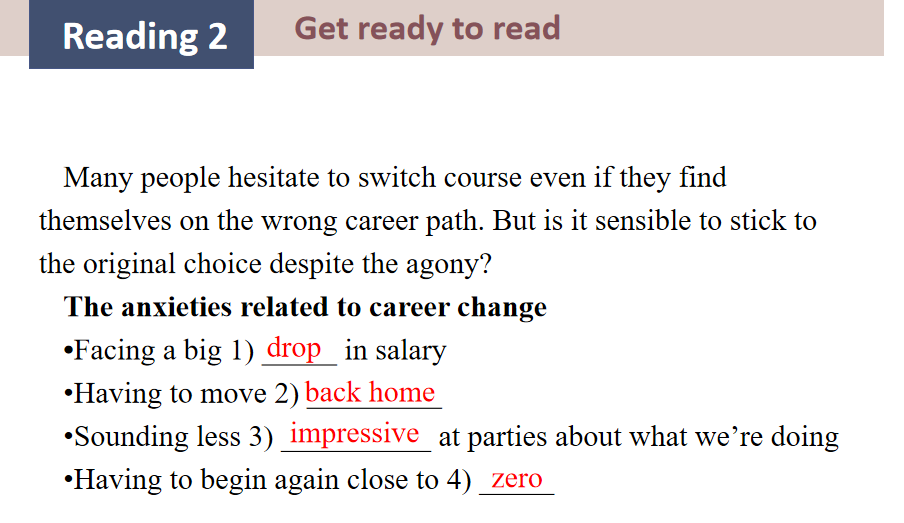 Reading 2
Get ready to read
Many people hesitate to switch course even if they find
themselves on the wrong career path. But is it sensible to stick to
the original choice despite the agony?
The anxieties related to career change
•Facing a big 1) drop in salary
•Having to move 2) back home
•Sounding less 3) impressive at parties about what we’re doing
•Having to begin again close to 4) zero